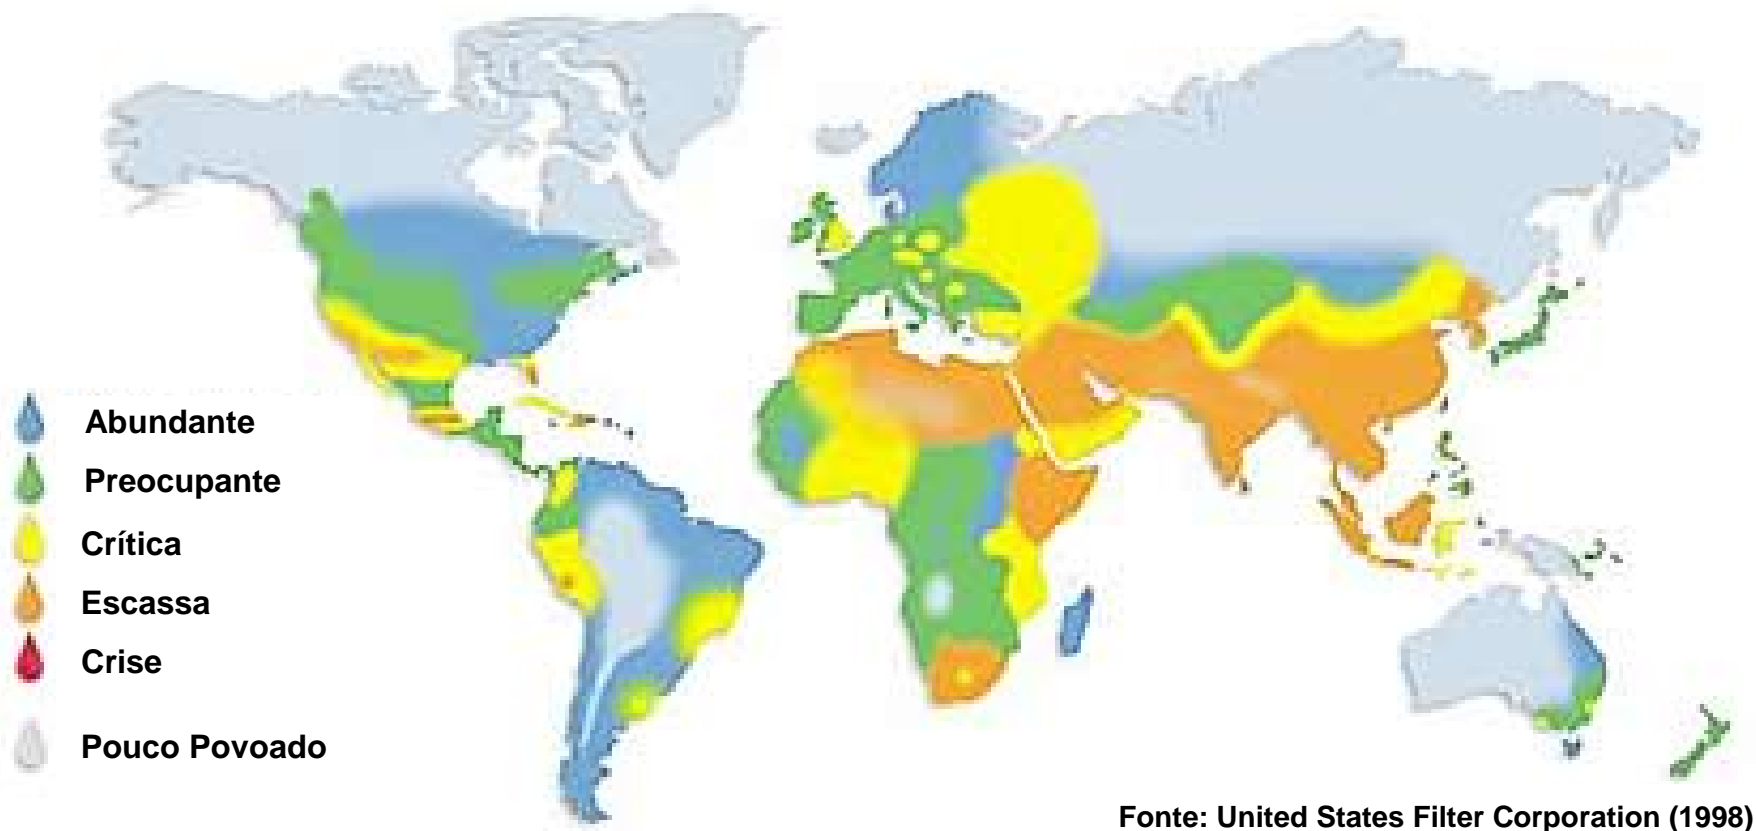 Abundante
Preocupante
Crítica
Escassa
Crise
Pouco Povoado
Fonte: United States Filter Corporation (1998)